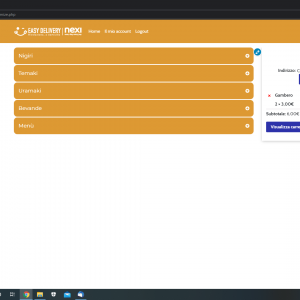 EASY DELIVERY
nexi
Home Il mio account Logout
Nigiri
Temaki
Uramaki
Bevande
Menù
Indirizzo:
Gambero
2 × 3,00€
Subtotale: 6,00€
Visualizza carre